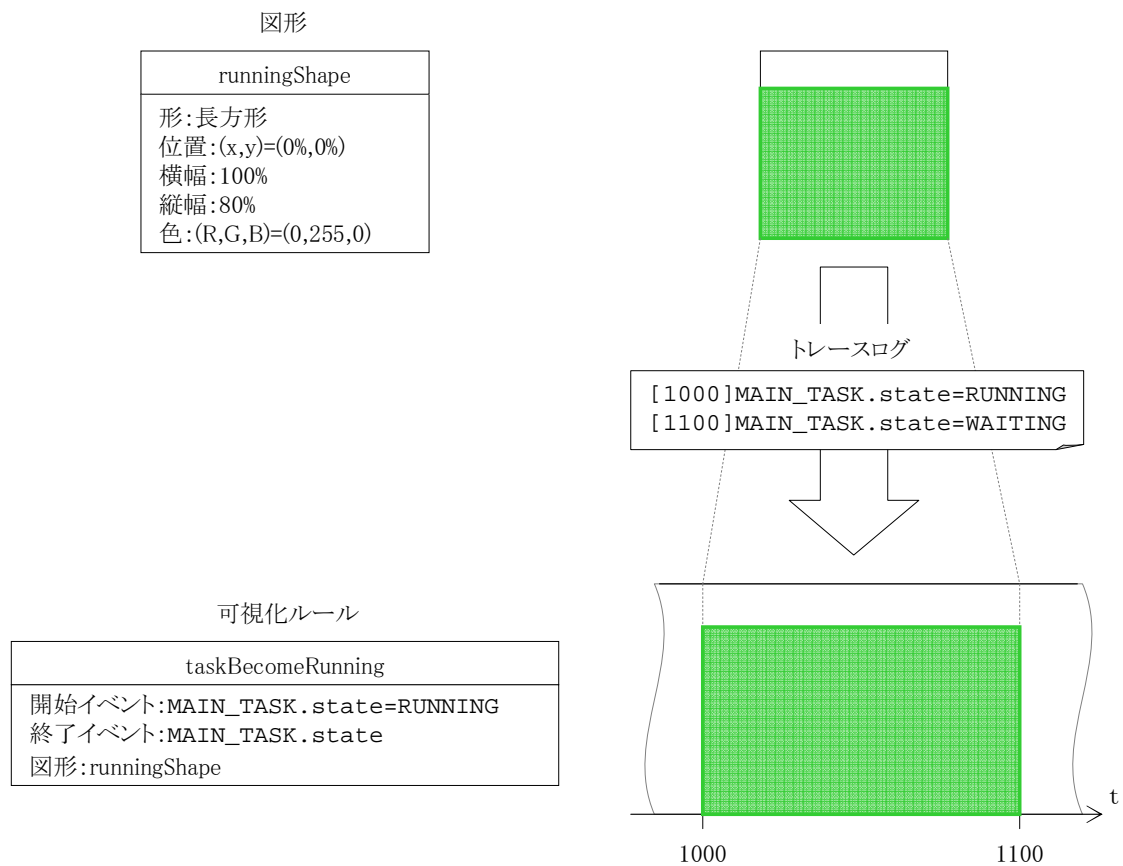 図形
runningShape
形:長方形
位置:(x,y)=(0%,0%)
横幅:100%
縦幅:80%
色:(R,G,B)=(0,255,0)
トレースログ
[1000]MAIN_TASK.state=RUNNING
[1100]MAIN_TASK.state=WAITING
可視化ルール
taskBecomeRunning
開始イベント:MAIN_TASK.state=RUNNING
終了イベント:MAIN_TASK.state
図形:runningShape
t
1000
1100